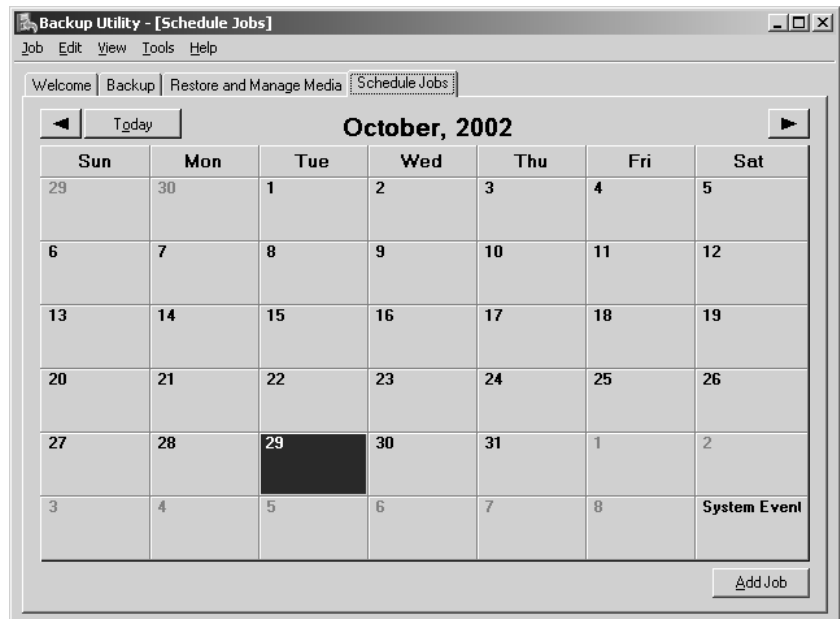 Backup Utility - [Schedule Jobs]
Job Edit View Tools Help
Welcome Backup Restore and Manage Media Schedule Jobs
Today October, 2002
Sun Mon Tue Wed Thu Fri Sat
29 30 1 2 3 4 5
6 7 8 9 10 11 12
13 14 15 16 17 18 19
20 21 22 23 24 25 26
27 28 29 30 31 1 2
3 4 5 6 7 8 System Event
Add Job